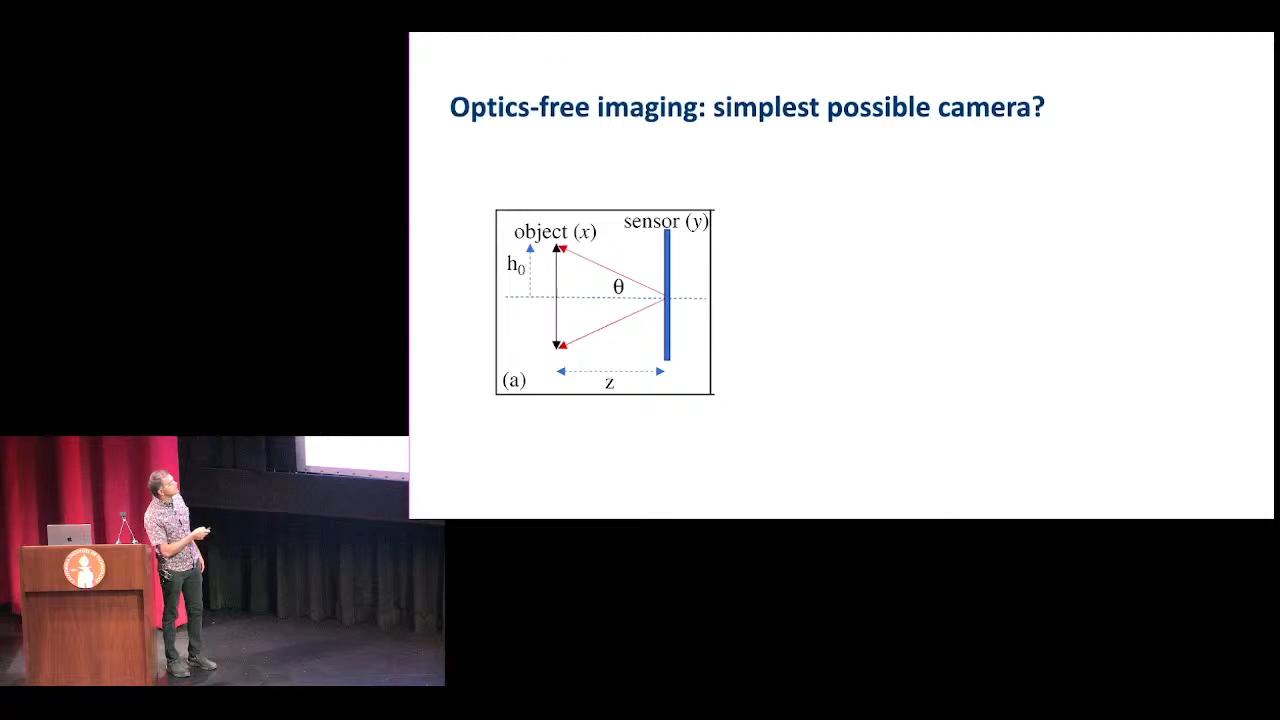 Optics-free imaging: simplest possible camera?
sensor (y)
object (x)
h₀
θ
(a)
z